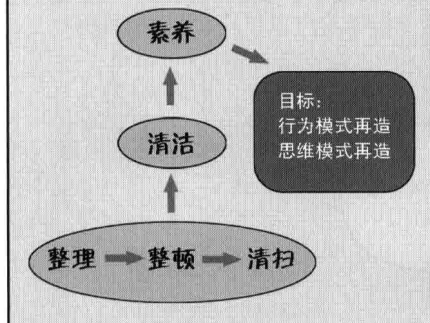 素养
目标：
行为模式再造
思维模式再造
清洁
整理 整顿 清扫